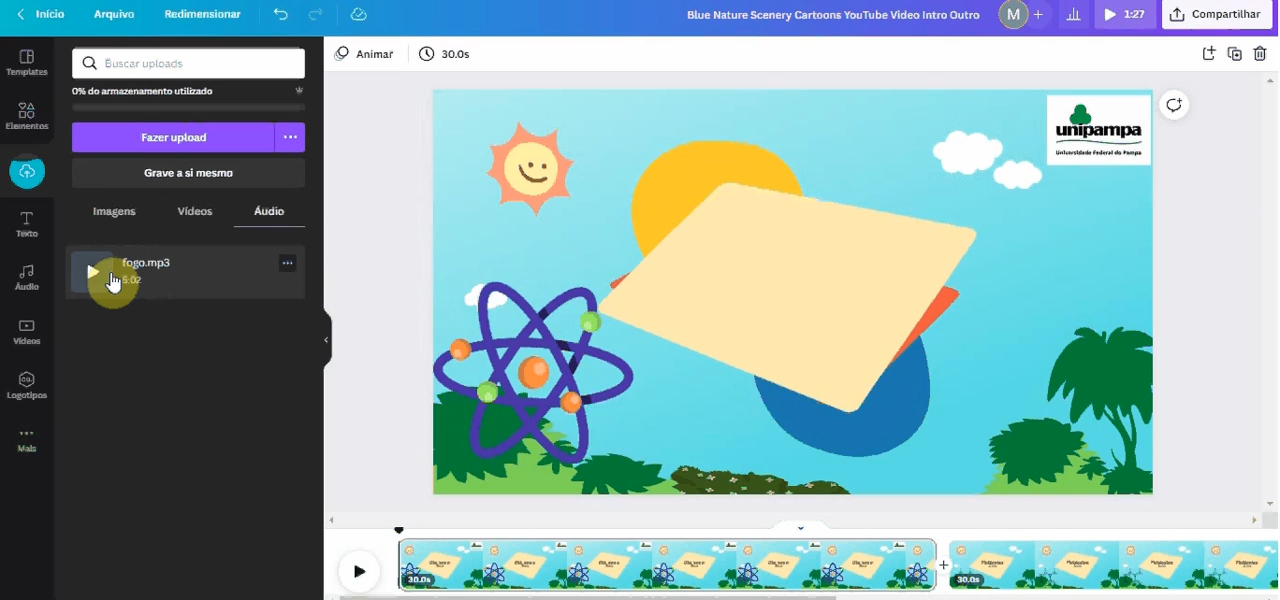 Início Arquivo Redimensionar Blue Nature Scenery Cartoons YouTube Video Intro Outro M + 1:27 Compartilhar
Templates
Elementos
Texto
Áudio
Vídeos
Logotipos
Mais
Buscar uploads
0% do armazenamento utilizado
Fazer upload
Grave a si mesmo
Imagens Vídeos Áudio
fogo.mp3
5:02
Animar 30.0s
unipampa
Universidade Federal do Pampa
30.0s
30.0s